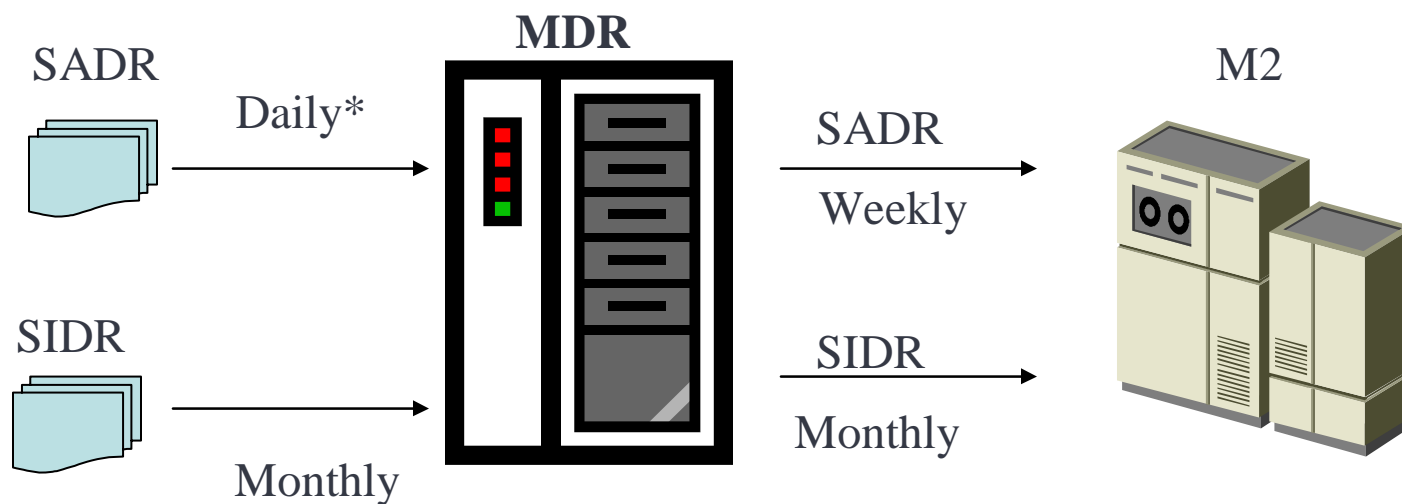 MDR
SADR
M2
Daily*
SADR
Weekly
SIDR
SIDR
Monthly
Monthly